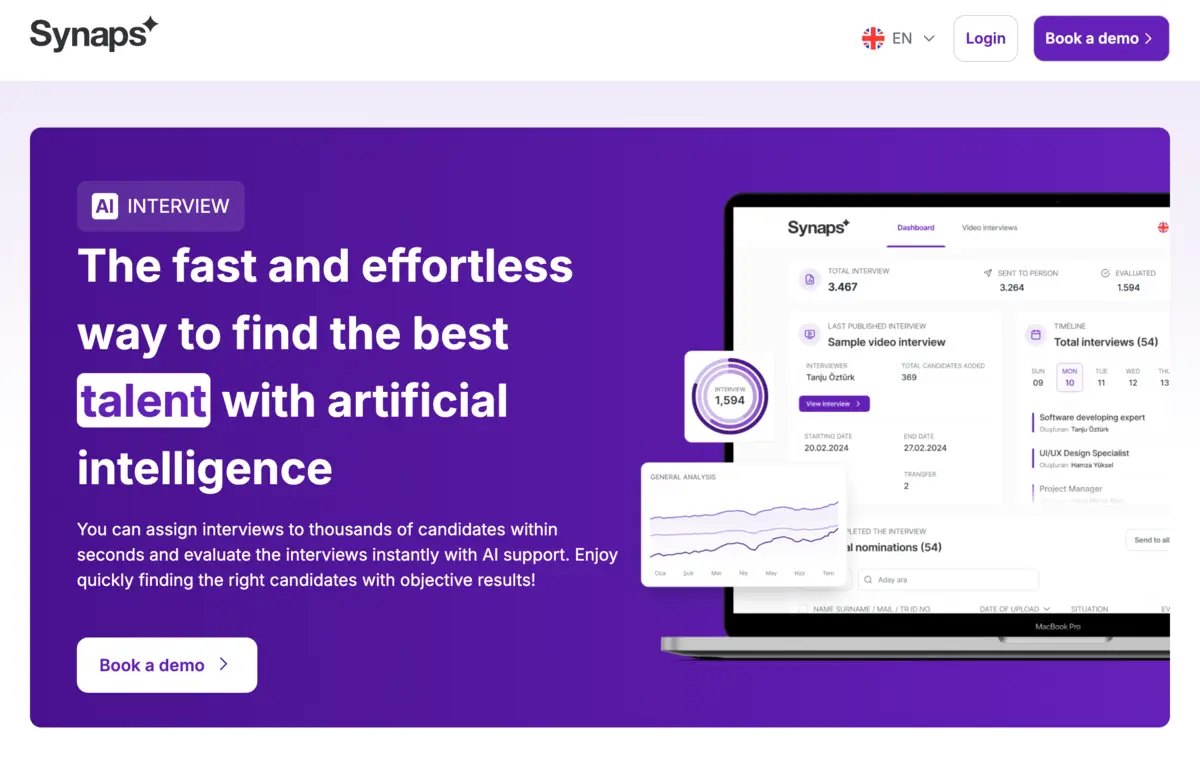 Synaps
EN
Login
Book a demo
AI INTERVIEW
The fast and effortless
way to find the best
talent with artificial
intelligence
You can assign interviews to thousands of candidates within
seconds and evaluate the interviews instantly with AI support. Enjoy
quickly finding the right candidates with objective results!
Book a demo
Synaps
Dashboard
Video interviews
TOTAL INTERVIEW
3.467
SENT TO PERSON
3.264
EVALUATED
1.594
LAST PUBLISHED INTERVIEW
Sample video interview
INTERVIEWER
Tanju Öztürk
TOTAL CANDIDATES ADDED
369
View Interview
STARTING DATE
20.02.2024
END DATE
27.02.2024
TRANSFER
2
TIMELINE
Total interviews (54)
SUN MON TUE WED THU
09 10 11 12 13
Software developing expert
Oluşturan: Tanju Öztürk
UI/UX Design Specialist
Oluşturan: Hamza Yüksel
Project Manager
INTERVIEW
1,594
GENERAL ANALYSIS
Oca Şub Mar Nis May Haz Tem
PLETED THE INTERVIEW
al nominations (54)
Send to all
Aday ara
NAME SURNAME / MAIL / TR ID NO. DATE OF UPLOAD SITUATION EV
MacBook Pro